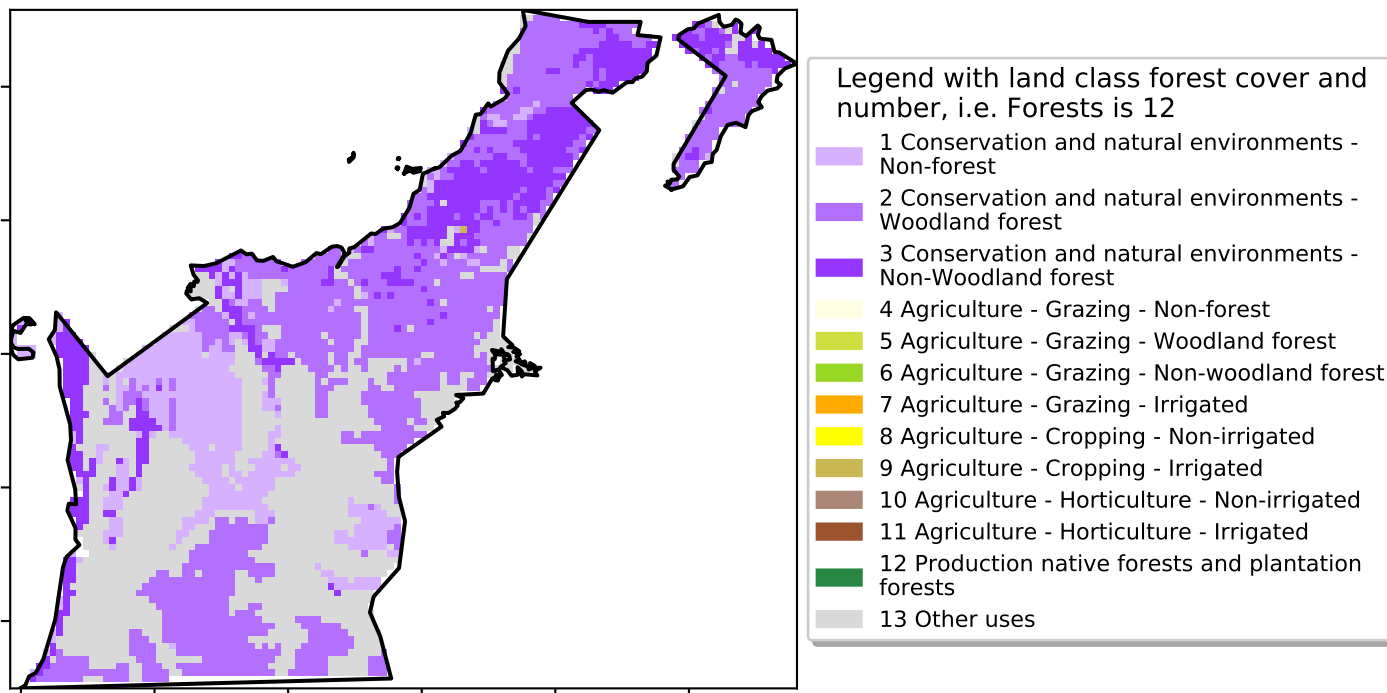 Legend with land class forest cover and
number, i.e. Forests is 12
1 Conservation and natural environments -
Non-forest
2 Conservation and natural environments -
Woodland forest
3 Conservation and natural environments -
Non-Woodland forest
4 Agriculture - Grazing - Non-forest
5 Agriculture - Grazing - Woodland forest
6 Agriculture - Grazing - Non-woodland forest
7 Agriculture - Grazing - Irrigated
8 Agriculture - Cropping - Non-irrigated
9 Agriculture - Cropping - Irrigated
10 Agriculture - Horticulture - Non-irrigated
11 Agriculture - Horticulture - Irrigated
12 Production native forests and plantation
forests
13 Other uses